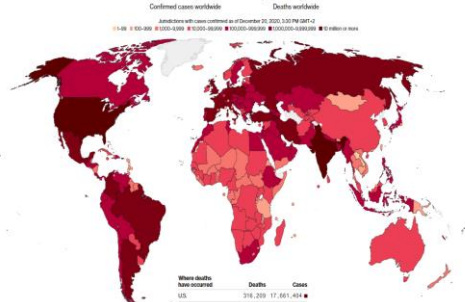 Confirmed cases worldwide Deaths worldwide
Jurisdictions with cases confirmed as of December 20, 2020, 3:00 PM GMT+2
1–99 100–999 1,000–9,999 10,000–99,999 100,000–999,999 1,000,000–9,999,999 10 million or more
Where deaths
have occurred Deaths Cases
US 316,209 17,661,484